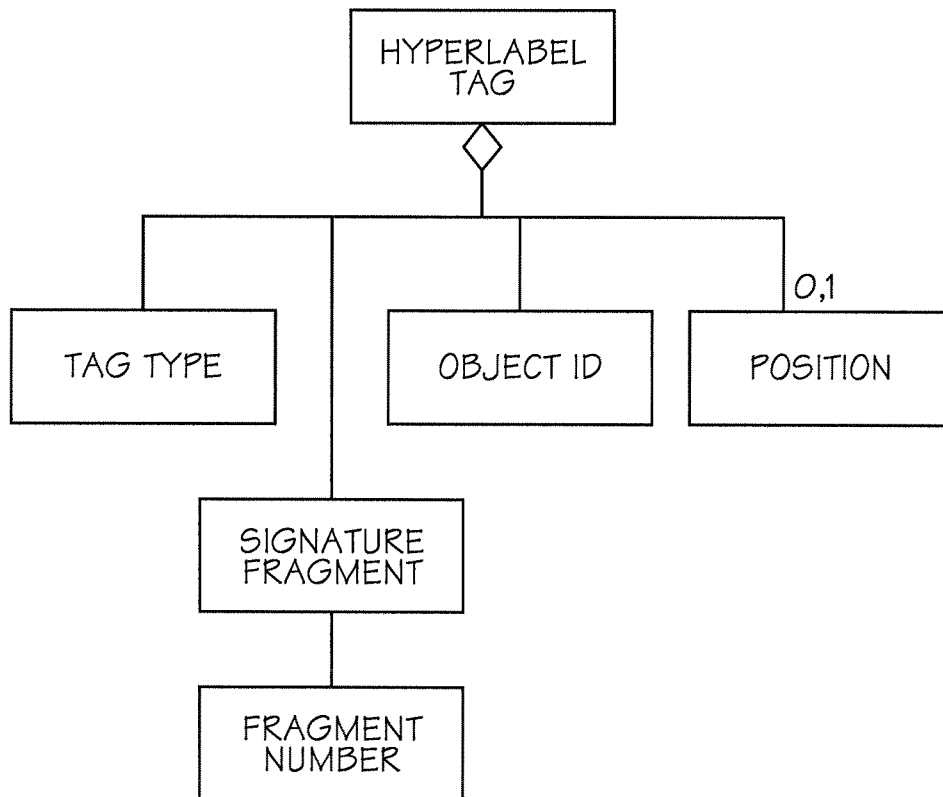 HYPERLABEL
TAG
0,1
TAG TYPE
OBJECT ID
POSITION
SIGNATURE
FRAGMENT
FRAGMENT
NUMBER